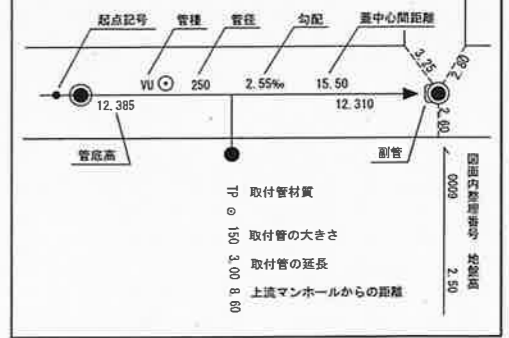 起点記号 管種 管径 勾配 蓋中心間距離
VU ⊙ 250 2.55‰ 15.50
12.385 12.310
3.25
2.80
2.60
管底高
副管
TP ⊙ 150 3.00 8.60
取付管材質
取付管の大きさ
取付管の延長
上流マンホールからの距離
図面内整理番号 地盤高
0009 2.50